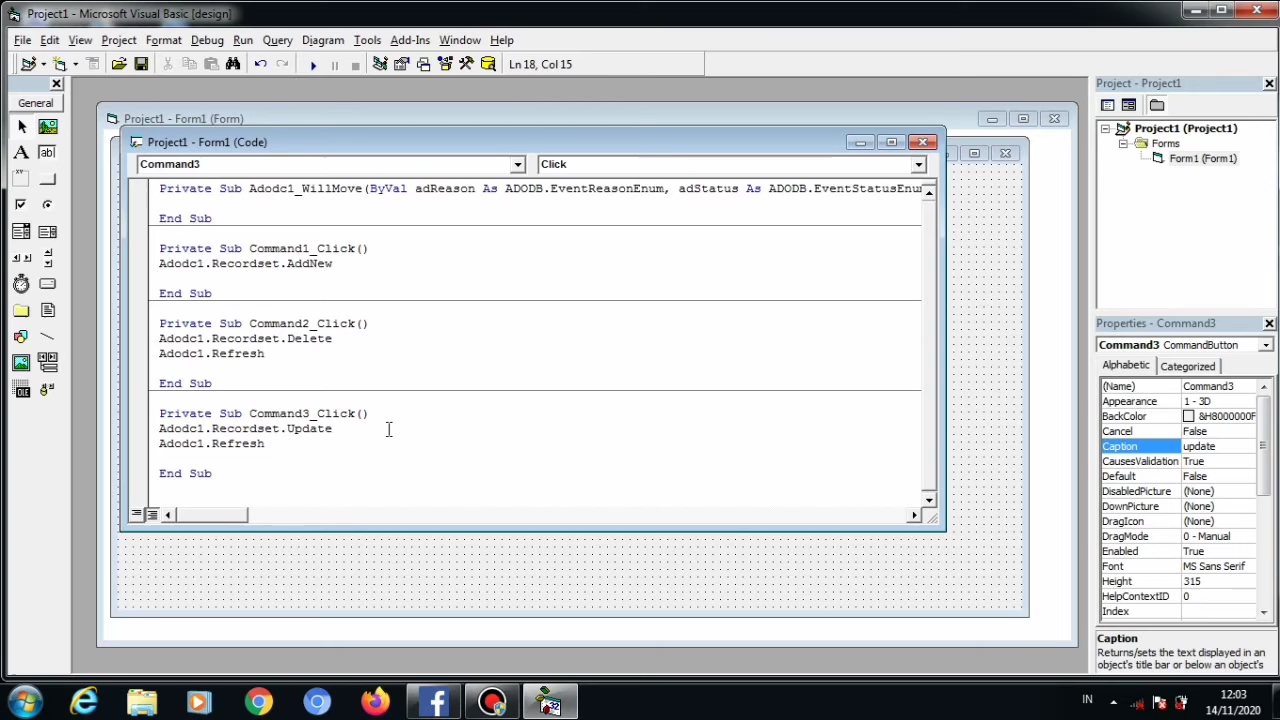 Project1 - Microsoft Visual Basic [design]
File Edit View Project Format Debug Run Query Diagram Tools Add-Ins Window Help
Ln 18, Col 15
General
Project1 - Form1 (Form)
Project1 - Form1 (Code)
Command3 Click
Private Sub Adodc1_WillMove(ByVal adReason As ADODB.EventReasonEnum, adStatus As ADODB.EventStatusEnu
End Sub
Private Sub Command1_Click()
Adodc1.Recordset.AddNew
End Sub
Private Sub Command2_Click()
Adodc1.Recordset.Delete
Adodc1.Refresh
End Sub
Private Sub Command3_Click()
Adodc1.Recordset.Update
Adodc1.Refresh
End Sub
Project - Project1
Project1 (Project1)
Forms
Form1 (Form1)
Properties - Command3
Command3 CommandButton
Alphabetic Categorized
(Name) Command3
Appearance 1 - 3D
BackColor &H8000000F
Cancel False
Caption update
CausesValidation True
Default False
DisabledPicture (None)
DownPicture (None)
DragIcon (None)
DragMode 0 - Manual
Enabled True
Font MS Sans Serif
Height 315
HelpContextID 0
Index
Caption
Returns/sets the text displayed in an
object's title bar or below an object's
IN
12:03
14/11/2020